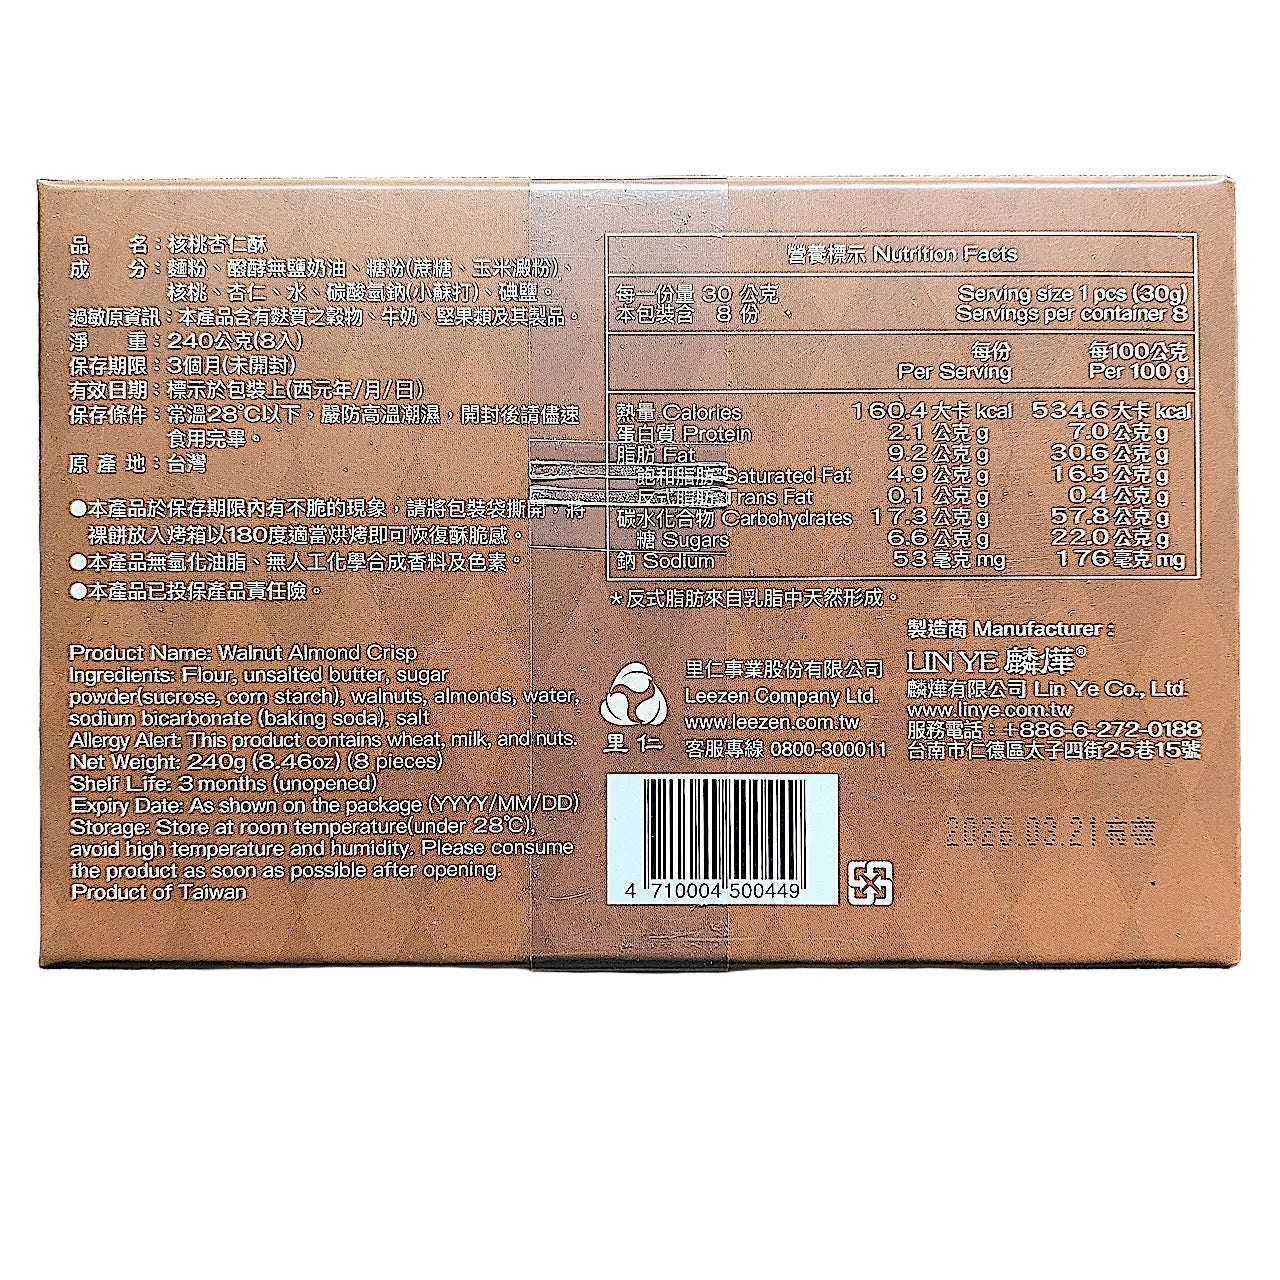 品　　名：核桃杏仁酥
成　　分：麵粉、醱酵無鹽奶油、糖粉(蔗糖、玉米澱粉)、
核桃、杏仁、水、碳酸氫鈉(小蘇打)、碘鹽。
過敏原資訊：本產品含有麩質之穀物、牛奶、堅果類及其製品。
淨　　重：240公克(8入)
保存期限：3個月(未開封)
有效日期：標示於包裝上(西元年/月/日)
保存條件：常溫28℃以下，嚴防高溫潮濕，開封後請儘速
食用完畢。
原 產 地：台灣
●本產品於保存期限內有不脆的現象，請將包裝袋撕開，將
裸餅放入烤箱以180度適當烘烤即可恢復酥脆感。
●本產品無氫化油脂、無人工化學合成香料及色素。
●本產品已投保產品責任險。
Product Name: Walnut Almond Crisp
Ingredients: Flour, unsalted butter, sugar
powder(sucrose, corn starch), walnuts, almonds, water,
sodium bicarbonate (baking soda), salt
Allergy Alert: This product contains wheat, milk, and nuts.
Net Weight: 240g (8.46oz) (8 pieces)
Shelf Life: 3 months (unopened)
Expiry Date: As shown on the package (YYYY/MM/DD)
Storage: Store at room temperature(under 28℃),
avoid high temperature and humidity. Please consume
the product as soon as possible after opening.
Product of Taiwan
營養標示 Nutrition Facts
每一份量 30 公克 Serving size 1 pcs (30g)
本包裝含 8 份 Servings per container 8
每份 每100公克
Per Serving Per 100 g
熱量 Calories 160.4 大卡 kcal 534.6 大卡 kcal
蛋白質 Protein 2.1 公克 g 7.0 公克 g
脂肪 Fat 9.2 公克 g 30.6 公克 g
飽和脂肪 Saturated Fat 4.9 公克 g 16.5 公克 g
反式脂肪 Trans Fat 0.1 公克 g 0.4 公克 g
碳水化合物 Carbohydrates 17.3 公克 g 57.8 公克 g
糖 Sugars 6.6 公克 g 22.0 公克 g
鈉 Sodium 53 毫克 mg 176 毫克 mg
＊反式脂肪來自乳脂中天然形成。
里仁
里仁事業股份有限公司
Leezen Company Ltd.
www.leezen.com.tw
客服專線 0800-300011
製造商 Manufacturer：
LIN YE 麟燁®
麟燁有限公司 Lin Ye Co., Ltd.
www.linye.com.tw
服務電話：+886-6-272-0188
台南市仁德區太子四街25巷15號
4 710004 500449
2026.03.21有效